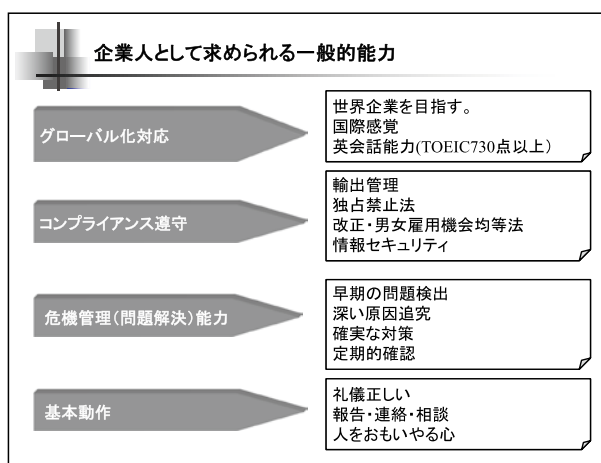 企業人として求められる一般的能力
グローバル化対応
世界企業を目指す。
国際感覚
英会話能力(TOEIC730点以上)
コンプライアンス遵守
輸出管理
独占禁止法
改正・男女雇用機会均等法
情報セキュリティ
危機管理(問題解決)能力
早期の問題検出
深い原因追究
確実な対策
定期的確認
基本動作
礼儀正しい
報告・連絡・相談
人をおもいやる心